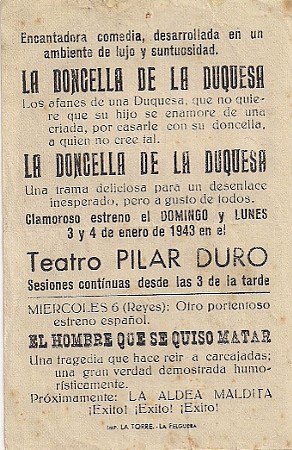 Encantadora comedia, desarrollada en un
ambiente de lujo y suntuosidad.
LA DONCELLA DE LA DUQUESA
Los afanes de una Duquesa, que no quie-
re que su hijo se enamore de una
criada, por casarle con su doncella,
a quien no cree tal.
LA DONCELLA DE LA DUQUESA
Una trama deliciosa para un desenlace
inesperado, pero a gusto de todos.
Clamoroso estreno el DOMINGO y LUNES
3 y 4 de enero de 1943 en el
Teatro PILAR DURO
Sesiones contínuas desde las 3 de la tarde
MIERCOLES 6 (Reyes): Otro portentoso
estreno español.
EL HOMBRE QUE SE QUISO MATAR
Una tragedia que hace reir a carcajadas;
una gran verdad demostrada humo-
rísticamente.
Próximamente: LA ALDEA MALDITA
¡Exito! ¡Exito! ¡Exito!
IMP. LA TORRE.-LA FELGUERA